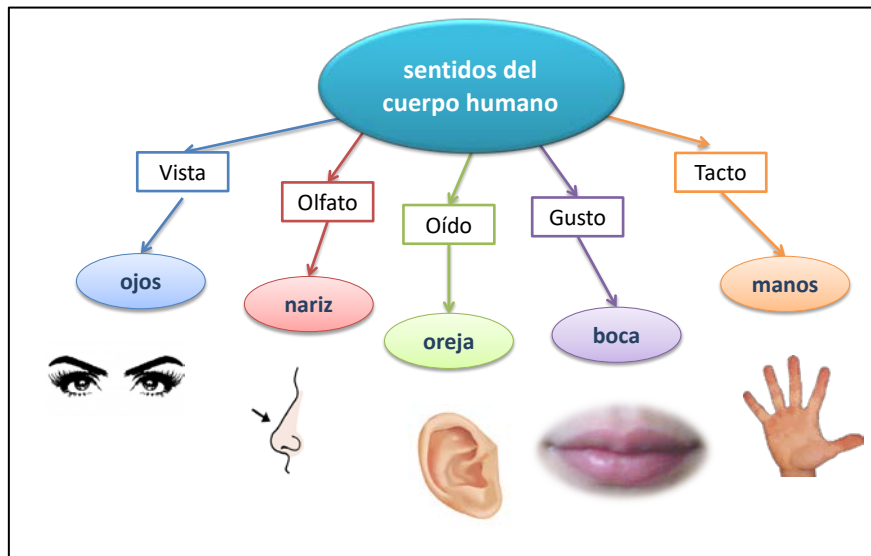 sentidos del
cuerpo humano
Vista
Olfato
Oído
Gusto
Tacto
ojos
nariz
oreja
boca
manos